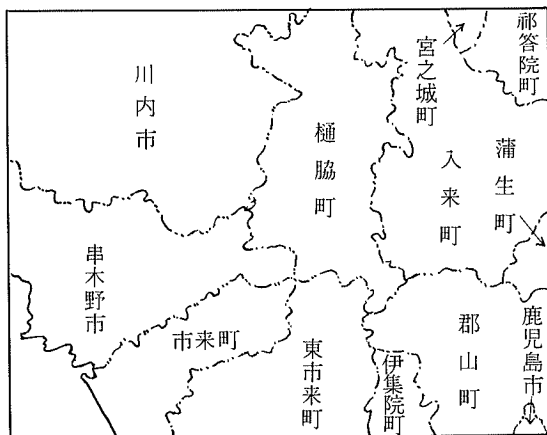 川内市
樋脇町
宮之城町
祁答院町
入来町
蒲生町
串木野市
市来町
東市来町
伊集院町
郡山町
鹿児島市